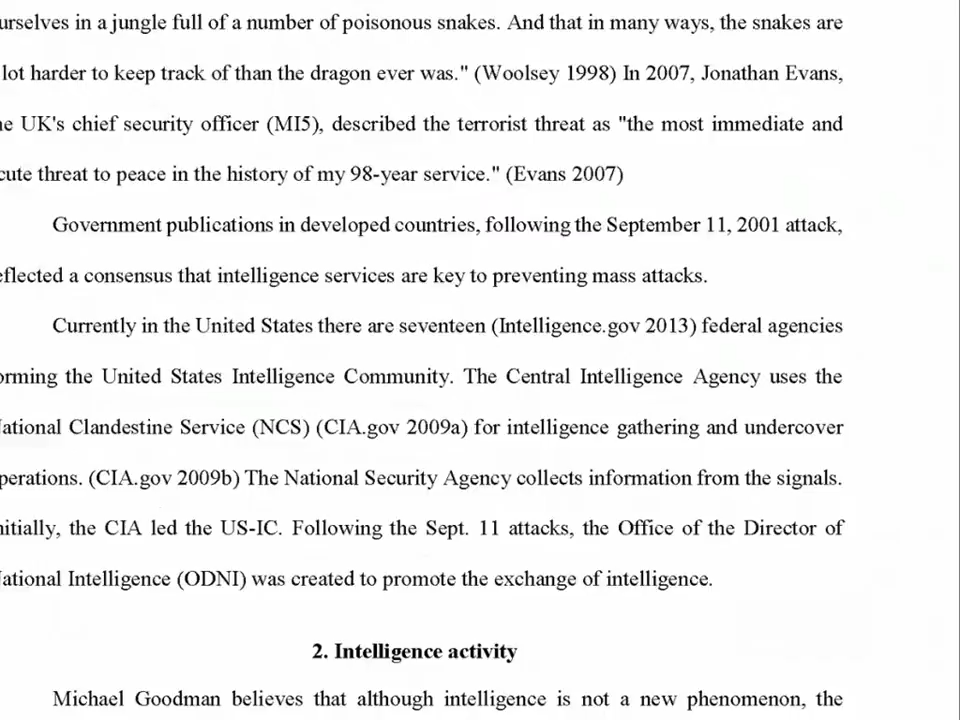 urselves in a jungle full of a number of poisonous snakes. And that in many ways, the snakes are
lot harder to keep track of than the dragon ever was." (Woolsey 1998) In 2007, Jonathan Evans,
he UK's chief security officer (MI5), described the terrorist threat as "the most immediate and
cute threat to peace in the history of my 98-year service." (Evans 2007)
Government publications in developed countries, following the September 11, 2001 attack,
eflected a consensus that intelligence services are key to preventing mass attacks.
Currently in the United States there are seventeen (Intelligence.gov 2013) federal agencies
orming the United States Intelligence Community. The Central Intelligence Agency uses the
ational Clandestine Service (NCS) (CIA.gov 2009a) for intelligence gathering and undercover
perations. (CIA.gov 2009b) The National Security Agency collects information from the signals.
nitially, the CIA led the US-IC. Following the Sept. 11 attacks, the Office of the Director of
ational Intelligence (ODNI) was created to promote the exchange of intelligence.
2. Intelligence activity
Michael Goodman believes that although intelligence is not a new phenomenon, the